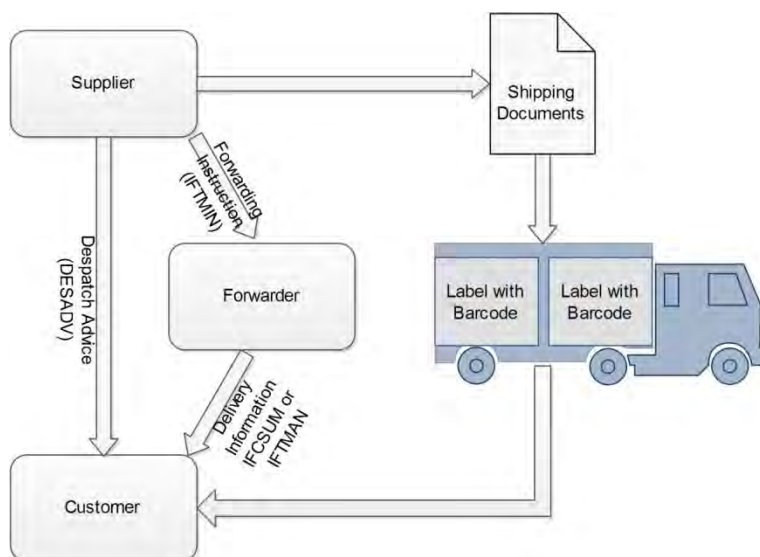 Supplier
Shipping
Documents
Forwarding
Instruction
(IFTMIN)
Despatch Advice
(DESADV)
Forwarder
Label with
Barcode
Label with
Barcode
Delivery
Information
IFCSUM or
IFTMAN
Customer